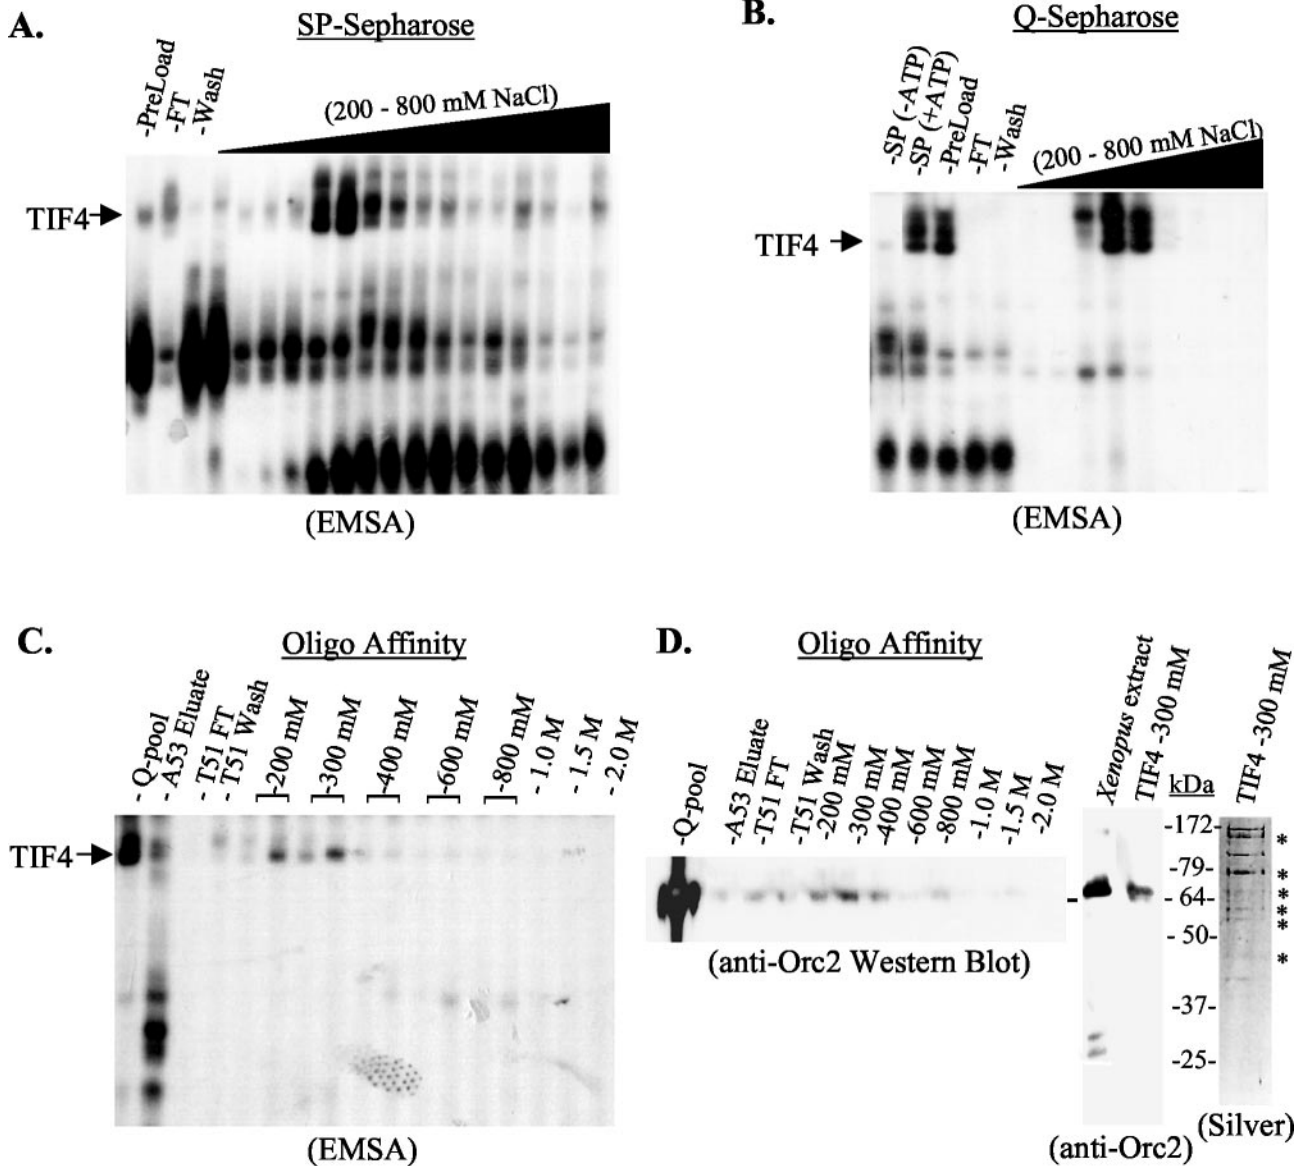 A.
SP-Sepharose
-PreLoad
-FT
-Wash
(200 - 800 mM NaCl)
TIF4
(EMSA)
B.
Q-Sepharose
-SP (-ATP)
-SP (+ATP)
-PreLoad
-FT
-Wash
(200 - 800 mM NaCl)
TIF4
(EMSA)
C.
Oligo Affinity
- Q-pool
- A53 Eluate
- T51 FT
- T51 Wash
]-200 mM
]-300 mM
]-400 mM
]-600 mM
]-800 mM
- 1.0 M
- 1.5 M
- 2.0 M
TIF4
(EMSA)
D.
Oligo Affinity
-Q-pool
-A53 Eluate
-T51 FT
-T51 Wash
-200 mM
-300 mM
-400 mM
-600 mM
-800 mM
-1.0 M
-1.5 M
-2.0 M
(anti-Orc2 Western Blot)
Xenopus extract
TIF4 -300 mM
kDa
-172-
-79-
- 64-
- 50-
-37-
-25-
(anti-Orc2)
TIF4 -300 mM
*
*
*
*
*
*
(Silver)